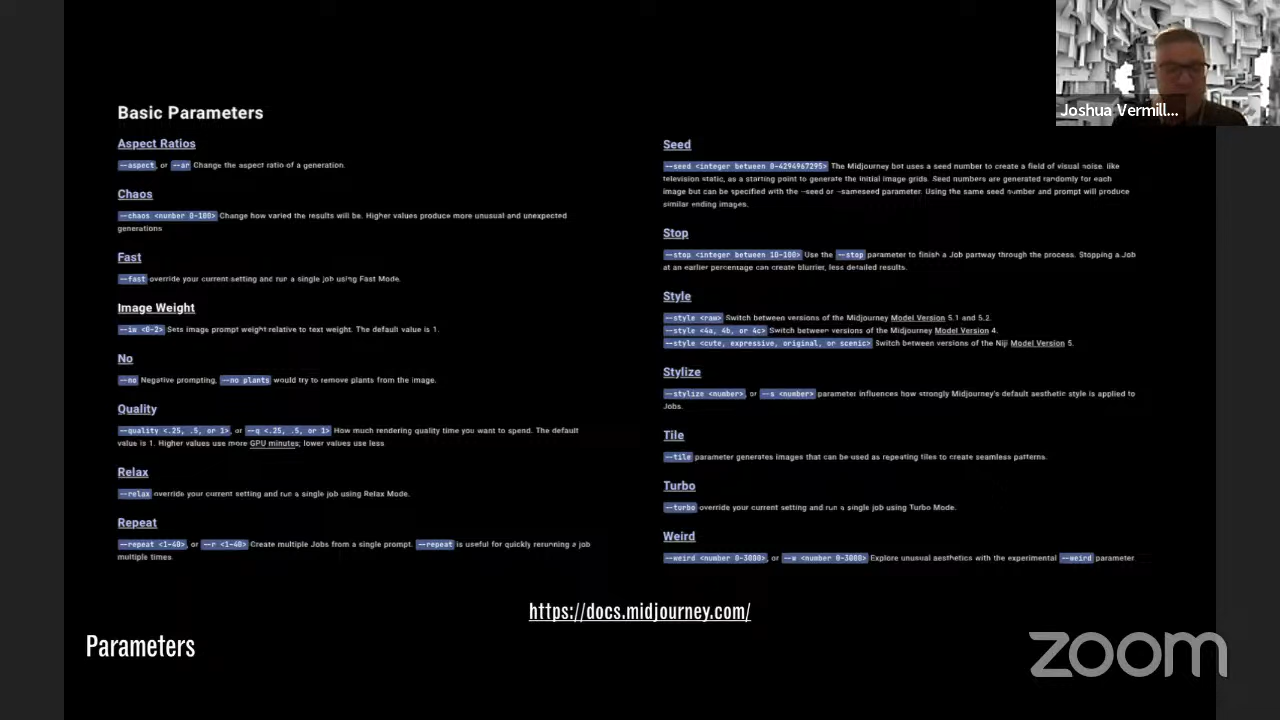 Joshua Vermill...
Basic Parameters
Aspect Ratios
--aspect, or --ar Change the aspect ratio of a generation.
Chaos
--chaos <number 0-100> Change how varied the results will be. Higher values produce more unusual and unexpected
generations
Fast
--fast override your current setting and run a single job using Fast Mode.
Image Weight
--iw <0-2> Sets image prompt weight relative to text weight. The default value is 1.
No
--no Negative prompting, --no plants would try to remove plants from the image.
Quality
--quality <.25, .5, or 1>, or --q <.25, .5, or 1> How much rendering quality time you want to spend. The default
value is 1. Higher values use more GPU minutes; lower values use less
Relax
--relax override your current setting and run a single job using Relax Mode.
Repeat
--repeat <1-40>, or --r <1-40> Create multiple Jobs from a single prompt. --repeat is useful for quickly rerunning a job
multiple times
Seed
--seed <integer between 0-4294967295> The Midjourney bot uses a seed number to create a field of visual noise, like
television static, as a starting point to generate the initial image grids. Seed numbers are generated randomly for each
image but can be specified with the --seed or --sameseed parameter. Using the same seed number and prompt will produce
similar ending images.
Stop
--stop <integer between 10-100> Use the --stop parameter to finish a Job partway through the process. Stopping a Job
at an earlier percentage can create blurrier, less detailed results.
Style
--style <raw> Switch between versions of the Midjourney Model Version 5.1 and 5.2.
--style <4a, 4b, or 4c> Switch between versions of the Midjourney Model Version 4.
--style <cute, expressive, original, or scenic> Switch between versions of the Niji Model Version 5.
Stylize
--stylize <number>, or --s <number> parameter influences how strongly Midjourney's default aesthetic style is applied to
Jobs.
Tile
--tile parameter generates images that can be used as repeating tiles to create seamless patterns.
Turbo
--turbo override your current setting and run a single job using Turbo Mode.
Weird
--weird <number 0-3000>, or --w <number 0-3000> Explore unusual aesthetics with the experimental --weird parameter.
https://docs.midjourney.com/
Parameters
zoom